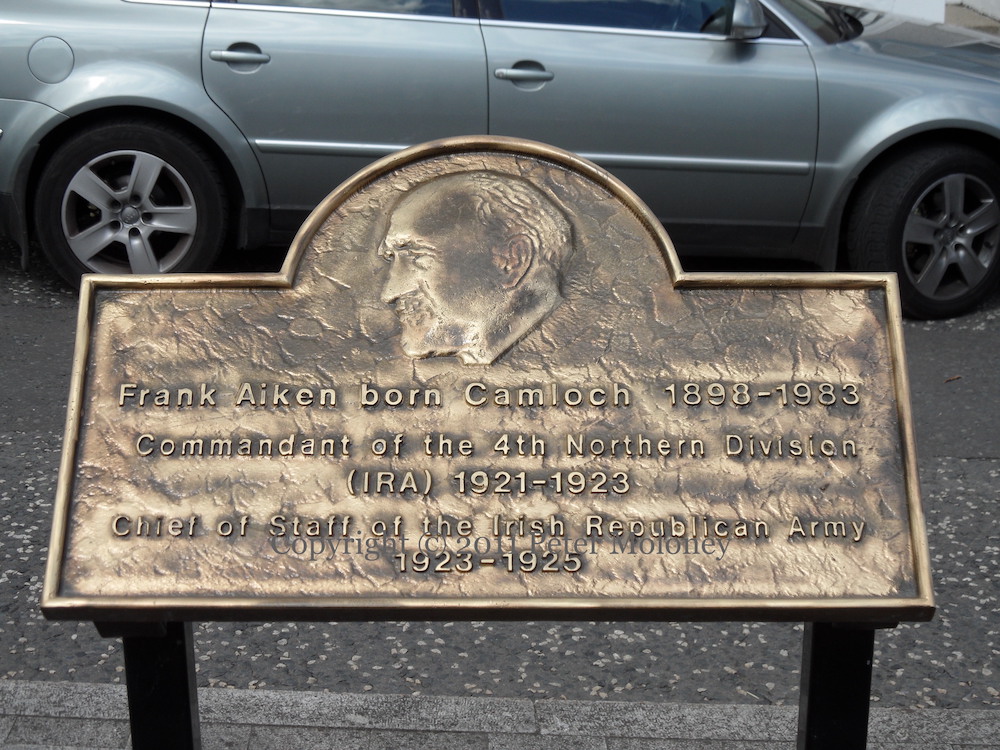 Frank Aiken born Camloch 1898-1983
Commandant of the 4th Northern Division
(IRA) 1921-1923
Chief of Staff of the Irish Republican Army
Copyright © 2011 Peter Moloney
1923-1925